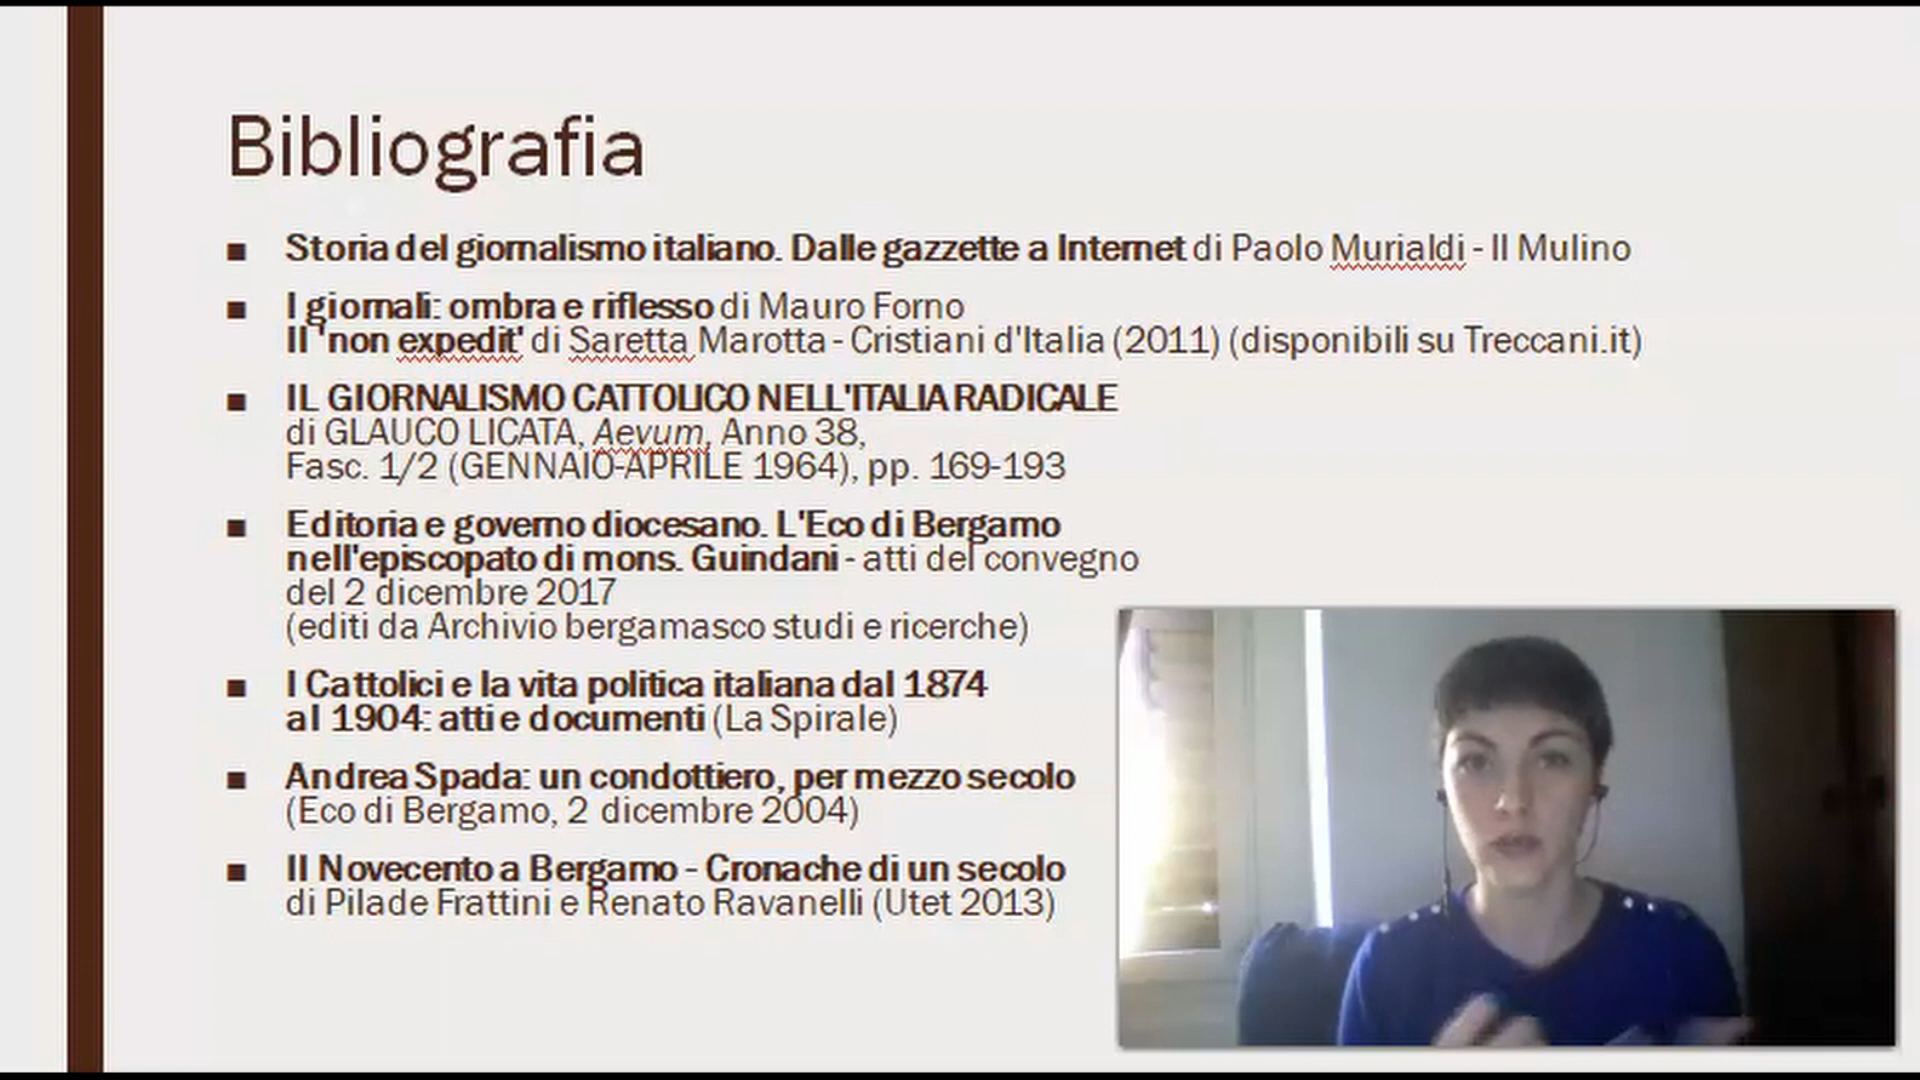 Bibliografia
Storia del giornalismo italiano. Dalle gazzette a Internet di Paolo Murialdi - Il Mulino
I giornali: ombra e riflesso di Mauro Forno
Il 'non expedit' di Saretta Marotta - Cristiani d'Italia (2011) (disponibili su Treccani.it)
IL GIORNALISMO CATTOLICO NELL'ITALIA RADICALE
di GLAUCO LICATA, Aevum, Anno 38,
Fasc. 1/2 (GENNAIO-APRILE 1964), pp. 169-193
Editoria e governo diocesano. L'Eco di Bergamo
nell'episcopato di mons. Guindani - atti del convegno
del 2 dicembre 2017
(editi da Archivio bergamasco studi e ricerche)
I Cattolici e la vita politica italiana dal 1874
al 1904: atti e documenti (La Spirale)
Andrea Spada: un condottiero, per mezzo secolo
(Eco di Bergamo, 2 dicembre 2004)
Il Novecento a Bergamo - Cronache di un secolo
di Pilade Frattini e Renato Ravanelli (Utet 2013)